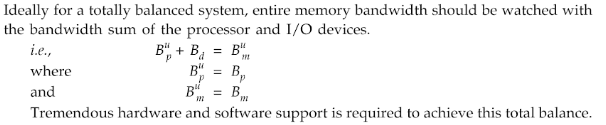 Ideally for a totally balanced system, entire memory bandwidth should be watched with
the bandwidth sum of the processor and I/O devices.
i.e., B_p^u + B_d = B_m^u
where B_p^u = B_p
and B_m^u = B_m
Tremendous hardware and software support is required to achieve this total balance.